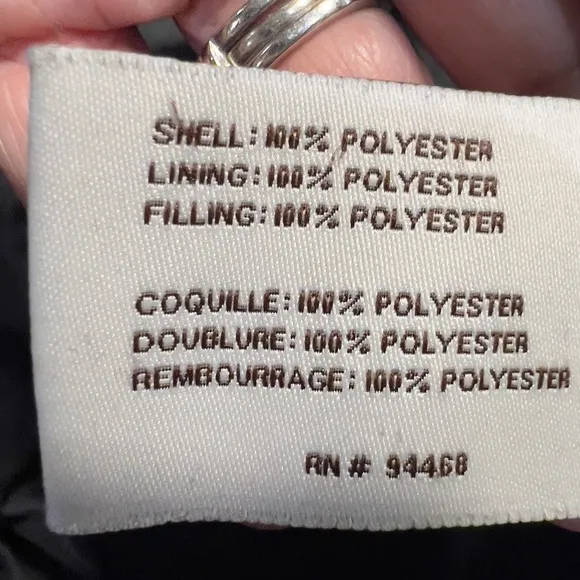 SHELL: 100% POLYESTER
LINING: 100% POLYESTER
FILLING: 100% POLYESTER
COQUILLE: 100% POLYESTER
DOUBLURE: 100% POLYESTER
REMBOURRAGE: 100% POLYESTER
RN # 94468